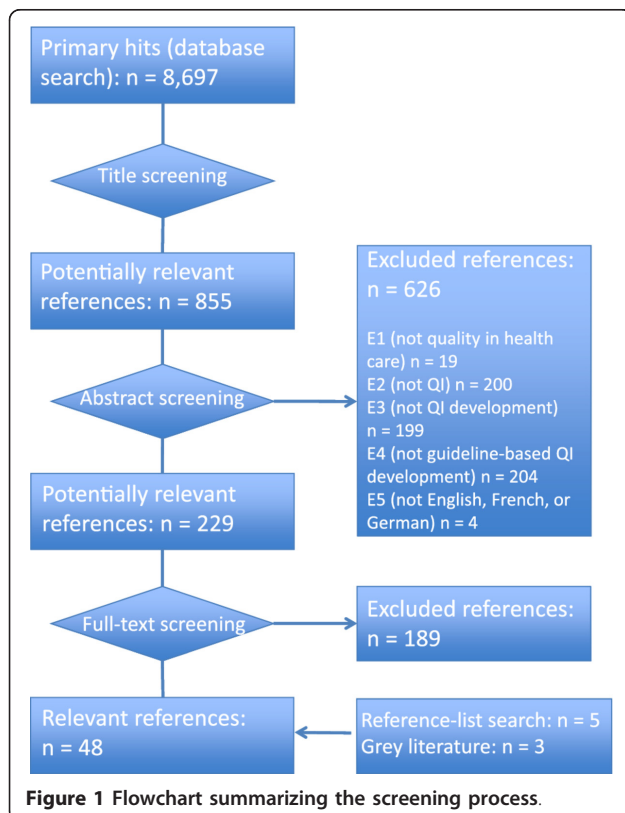 Primary hits (database
search): n = 8,697
Title screening
Potentially relevant
references: n = 855
Excluded references:
n = 626
E1 (not quality in health
care) n = 19
E2 (not QI) n = 200
E3 (not QI development)
n = 199
E4 (not guideline-based QI
development) n = 204
E5 (not English, French, or
German) n = 4
Abstract screening
Potentially relevant
references: n = 229
Full-text screening
Excluded references:
n = 189
Relevant references:
n = 48
Reference-list search: n = 5
Grey literature: n = 3
Figure 1 Flowchart summarizing the screening process.